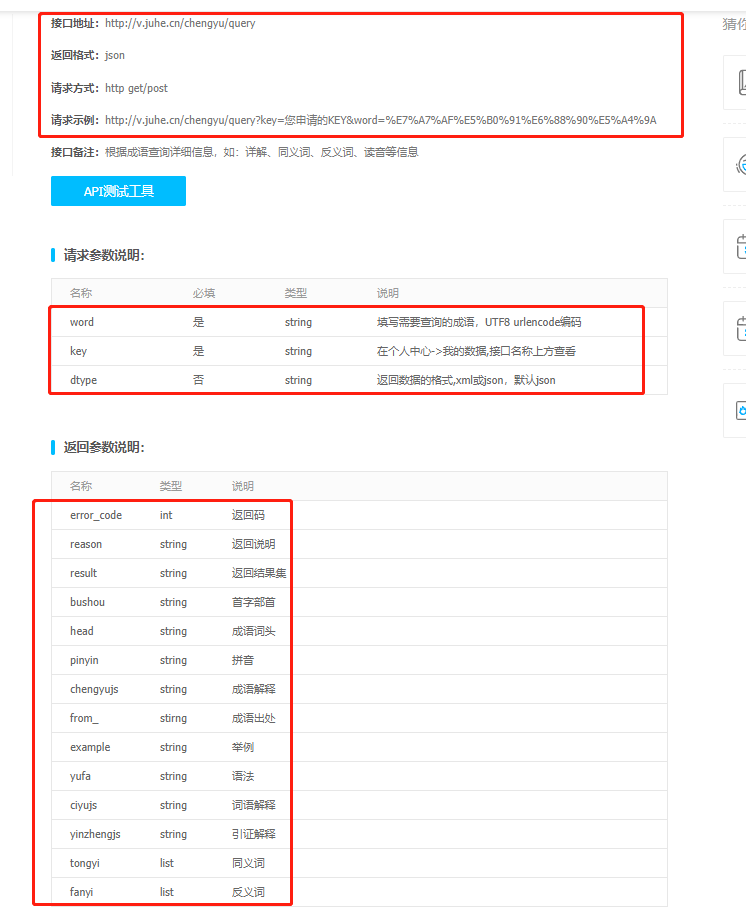 接口地址: http://v.juhe.cn/chengyu/query
猜你
返回格式: json
请求方式: http get/post
请求示例: http://v.juhe.cn/chengyu/query?key=您申请的KEY&word=%E7%A7%AF%E5%B0%91%E6%88%90%E5%A4%9A
接口备注: 根据成语查询详细信息，如：详解、同义词、反义词、读音等信息
API测试工具
请求参数说明:
名称 必填 类型 说明
word 是 string 填写需要查询的成语，UTF8 urlencode编码
key 是 string 在个人中心->我的数据,接口名称上方查看
dtype 否 string 返回数据的格式,xml或json，默认json
返回参数说明:
名称 类型 说明
error_code int 返回码
reason string 返回说明
result string 返回结果集
bushou string 首字部首
head string 成语词头
pinyin string 拼音
chengyujs string 成语解释
from_ stirng 成语出处
example string 举例
yufa string 语法
ciyujs string 词语解释
yinzhengjs string 引证解释
tongyi list 同义词
fanyi list 反义词